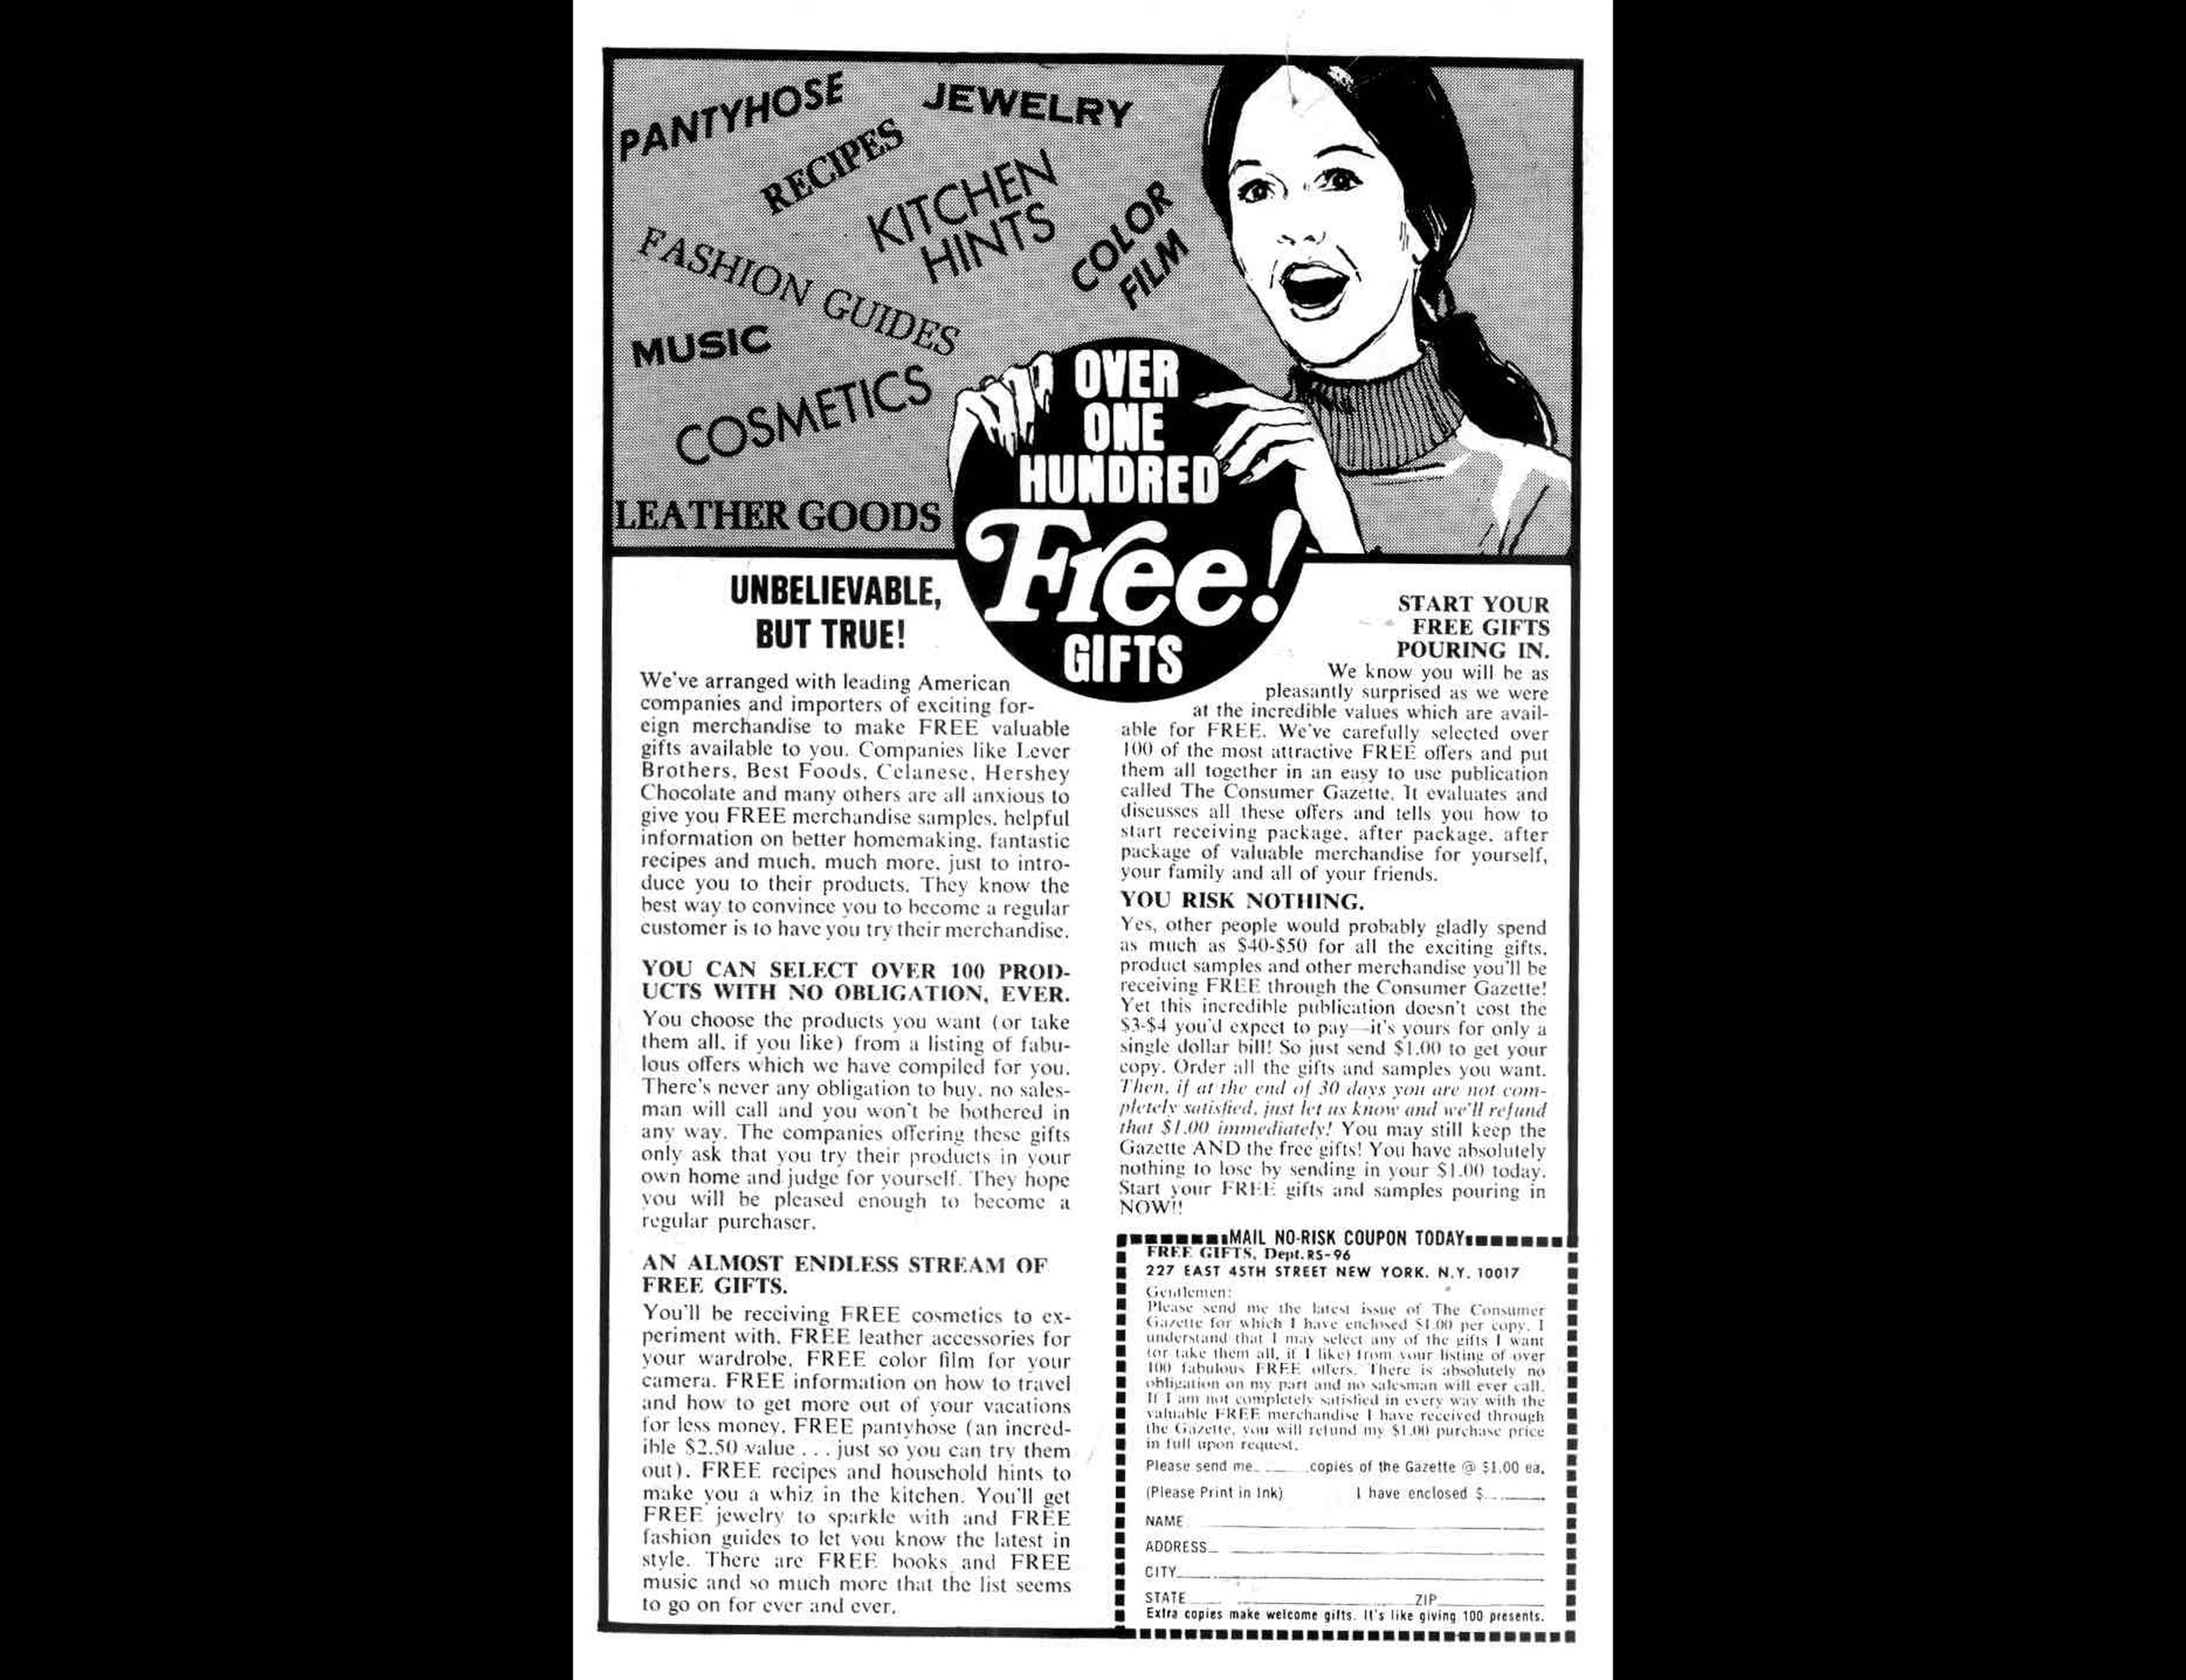 PANTYHOSE
JEWELRY
RECIPES
KITCHEN
HINTS
COLOR
FILM
FASHION GUIDES
MUSIC
COSMETICS
LEATHER GOODS
OVER
ONE
HUNDRED
Free!
GIFTS
UNBELIEVABLE,
BUT TRUE!
We've arranged with leading American
companies and importers of exciting for-
eign merchandise to make FREE valuable
gifts available to you. Companies like Lever
Brothers, Best Foods, Celanese, Hershey
Chocolate and many others are all anxious to
give you FREE merchandise samples, helpful
information on better homemaking, fantastic
recipes and much, much more, just to intro-
duce you to their products. They know the
best way to convince you to become a regular
customer is to have you try their merchandise.
YOU CAN SELECT OVER 100 PROD-
UCTS WITH NO OBLIGATION, EVER.
You choose the products you want (or take
them all, if you like) from a listing of fabu-
lous offers which we have compiled for you.
There's never any obligation to buy, no sales-
man will call and you won't be bothered in
any way. The companies offering these gifts
only ask that you try their products in your
own home and judge for yourself. They hope
you will be pleased enough to become a
regular purchaser.
AN ALMOST ENDLESS STREAM OF
FREE GIFTS.
You'll be receiving FREE cosmetics to ex-
periment with, FREE leather accessories for
your wardrobe, FREE color film for your
camera. FREE information on how to travel
and how to get more out of your vacations
for less money, FREE pantyhose (an incred-
ible $2.50 value . . . just so you can try them
out). FREE recipes and household hints to
make you a whiz in the kitchen. You'll get
FREE jewelry to sparkle with and FREE
fashion guides to let you know the latest in
style. There are FREE books and FREE
music and so much more that the list seems
to go on for ever and ever.
START YOUR
FREE GIFTS
POURING IN.
We know you will be as
pleasantly surprised as we were
at the incredible values which are avail-
able for FREE. We've carefully selected over
100 of the most attractive FREE offers and put
them all together in an easy to use publication
called The Consumer Gazette. It evaluates and
discusses all these offers and tells you how to
start receiving package, after package, after
package of valuable merchandise for yourself,
your family and all of your friends.
YOU RISK NOTHING.
Yes, other people would probably gladly spend
as much as $40-$50 for all the exciting gifts,
product samples and other merchandise you'll be
receiving FREE through the Consumer Gazette!
Yet this incredible publication doesn't cost the
$3-$4 you'd expect to pay—it's yours for only a
single dollar bill! So just send $1.00 to get your
copy. Order all the gifts and samples you want.
Then, if at the end of 30 days you are not com-
pletely satisfied, just let us know and we'll refund
that $1.00 immediately! You may still keep the
Gazette AND the free gifts! You have absolutely
nothing to lose by sending in your $1.00 today.
Start your FREE gifts and samples pouring in
NOW!!
MAIL NO-RISK COUPON TODAY
FREE GIFTS, Dept. RS-96
227 EAST 45TH STREET NEW YORK, N.Y. 10017
Gentlemen:
Please send me the latest issue of The Consumer
Gazette for which I have enclosed $1.00 per copy. I
understand that I may select any of the gifts I want
(or take them all, if I like) from your listing of over
100 fabulous FREE offers. There is absolutely no
obligation on my part and no salesman will ever call.
If I am not completely satisfied in every way with the
valuable FREE merchandise I have received through
the Gazette, you will refund my $1.00 purchase price
in full upon request.
Please send me ______ copies of the Gazette @ $1.00 ea.
(Please Print in Ink) I have enclosed $ ______
NAME
ADDRESS
CITY
STATE ZIP
Extra copies make welcome gifts. It's like giving 100 presents.